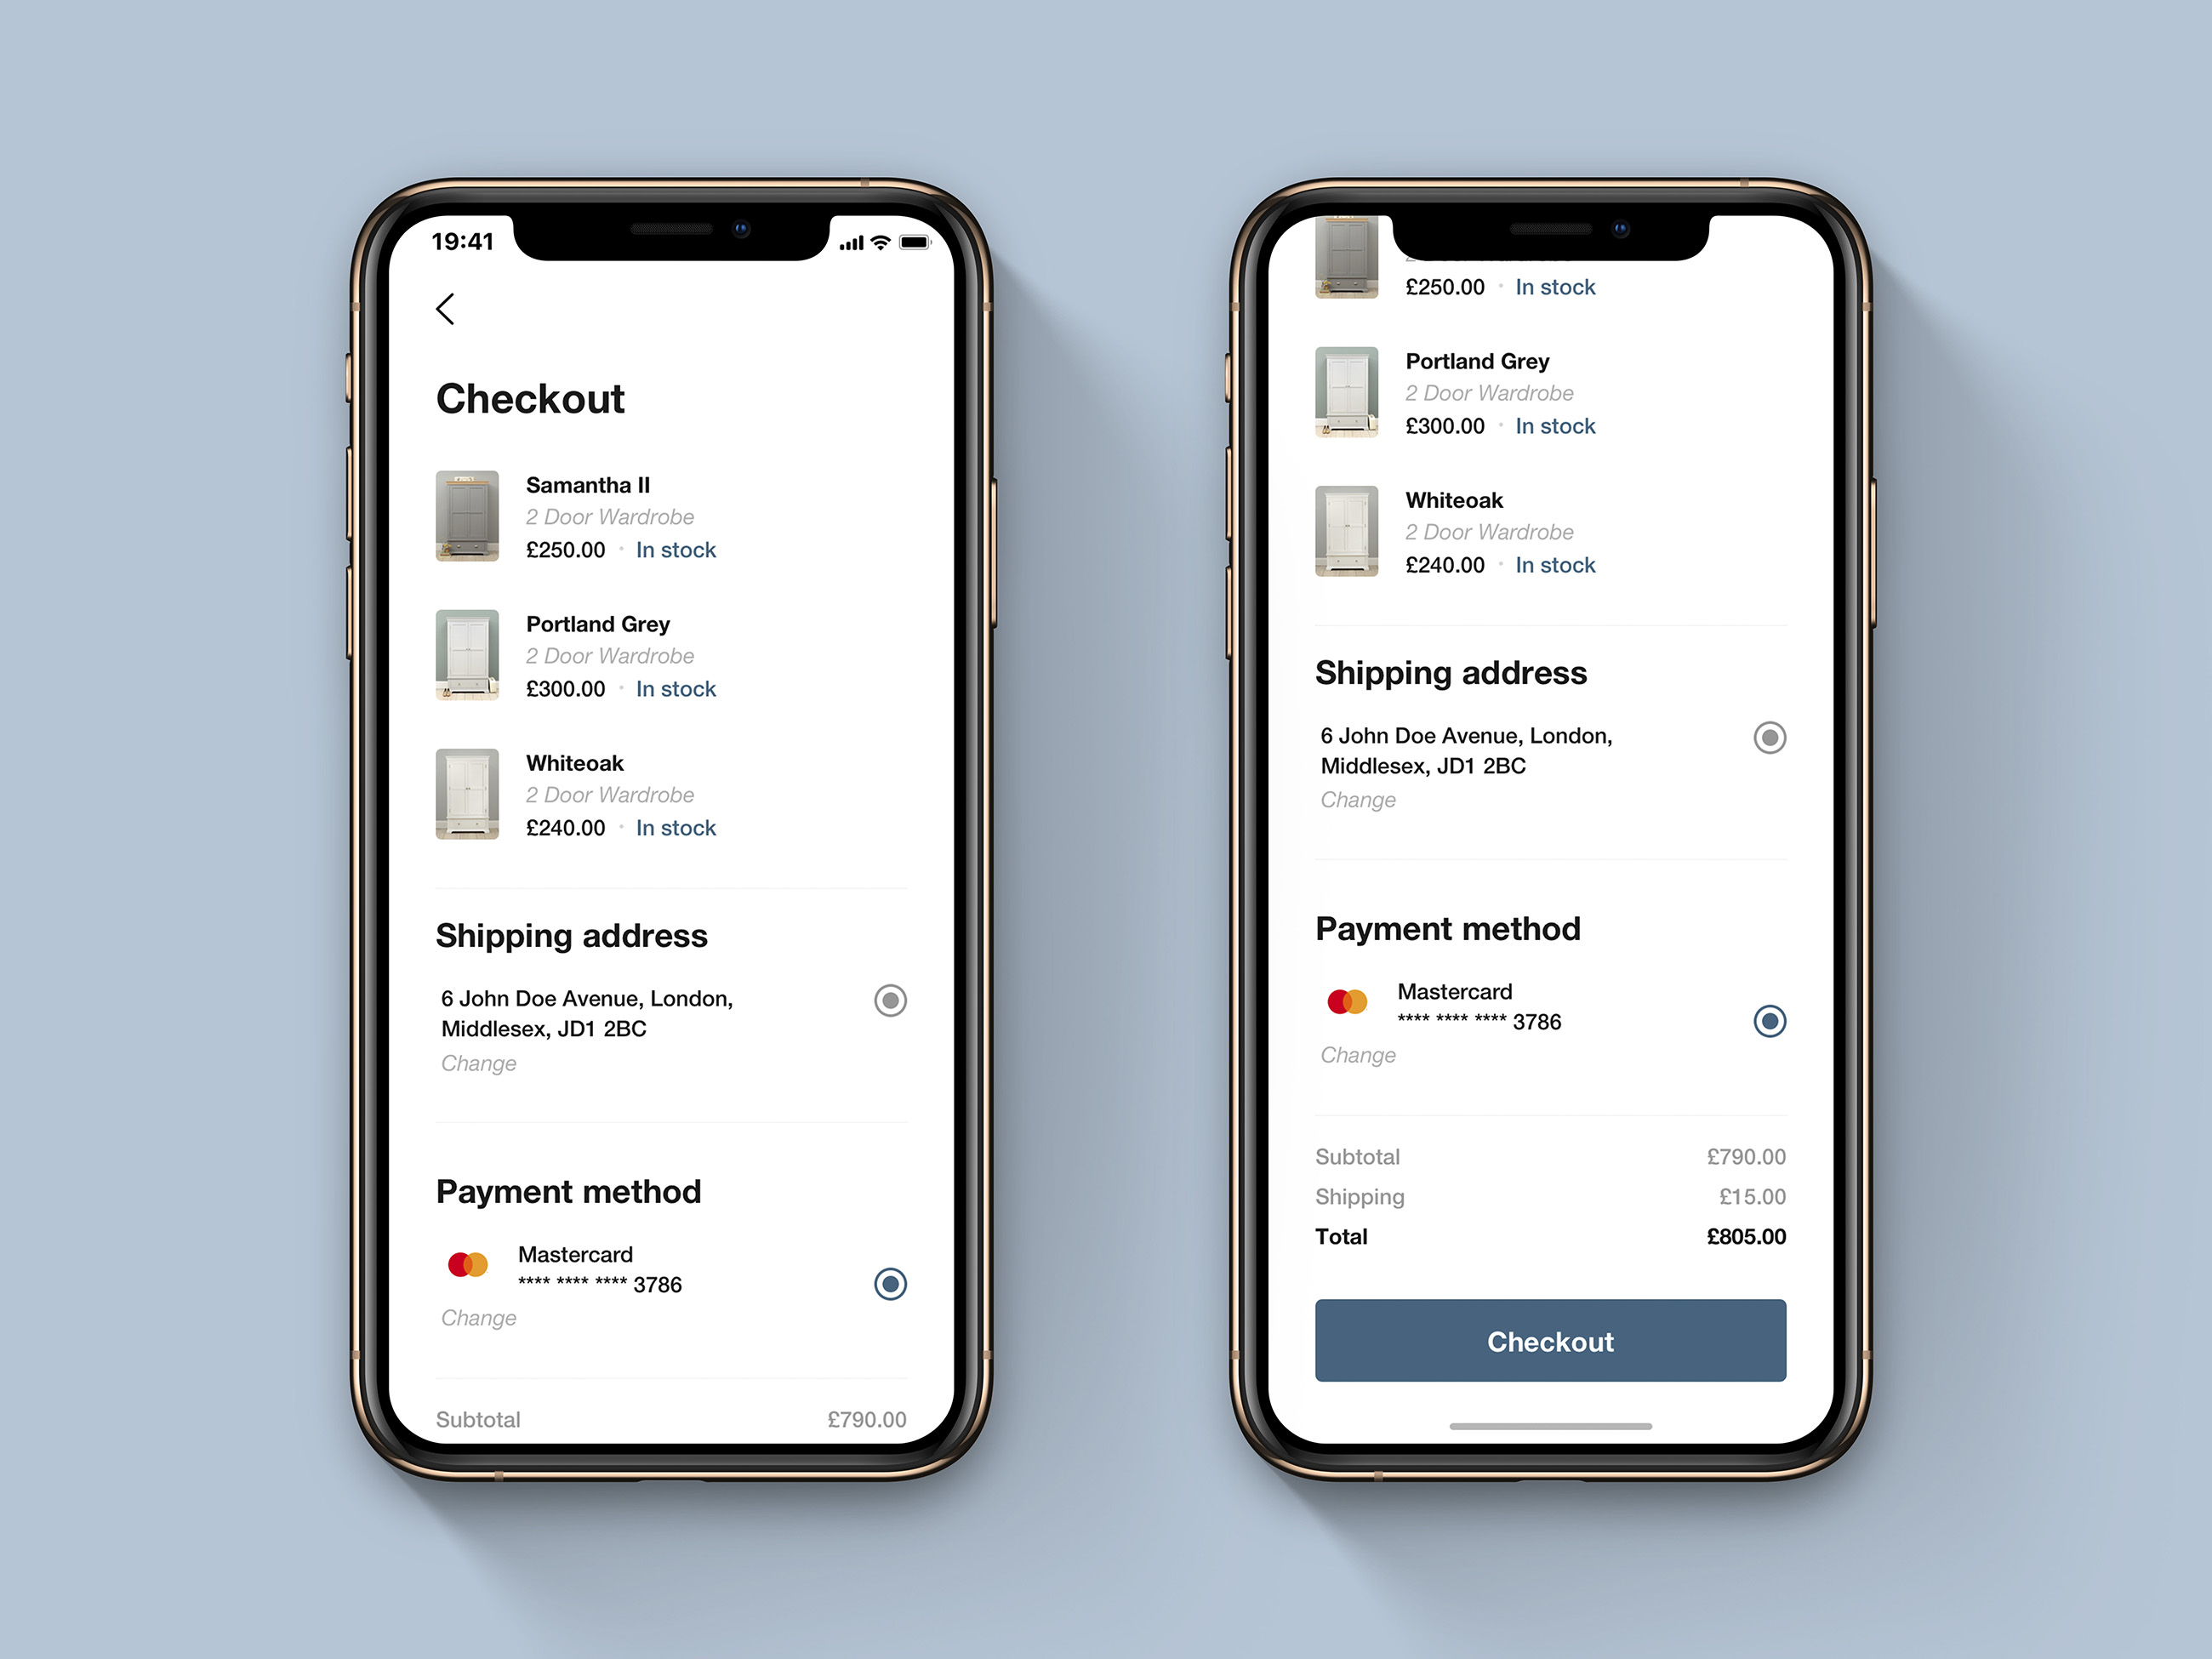 19:41
Checkout
Samantha II
2 Door Wardrobe
£250.00 • In stock
Portland Grey
2 Door Wardrobe
£300.00 • In stock
Whiteoak
2 Door Wardrobe
£240.00 • In stock
Shipping address
6 John Doe Avenue, London,
Middlesex, JD1 2BC
Change
Payment method
Mastercard
**** **** **** 3786
Change
Subtotal £790.00
£250.00 • In stock
Portland Grey
2 Door Wardrobe
£300.00 • In stock
Whiteoak
2 Door Wardrobe
£240.00 • In stock
Shipping address
6 John Doe Avenue, London,
Middlesex, JD1 2BC
Change
Payment method
Mastercard
**** **** **** 3786
Change
Subtotal £790.00
Shipping £15.00
Total £805.00
Checkout